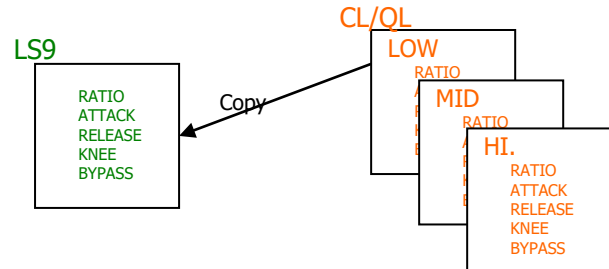 LS9
RATIO
ATTACK
RELEASE
KNEE
BYPASS
Copy
CL/QL
LOW
RATIO
MID
RATIO
HI.
RATIO
ATTACK
RELEASE
KNEE
BYPASS